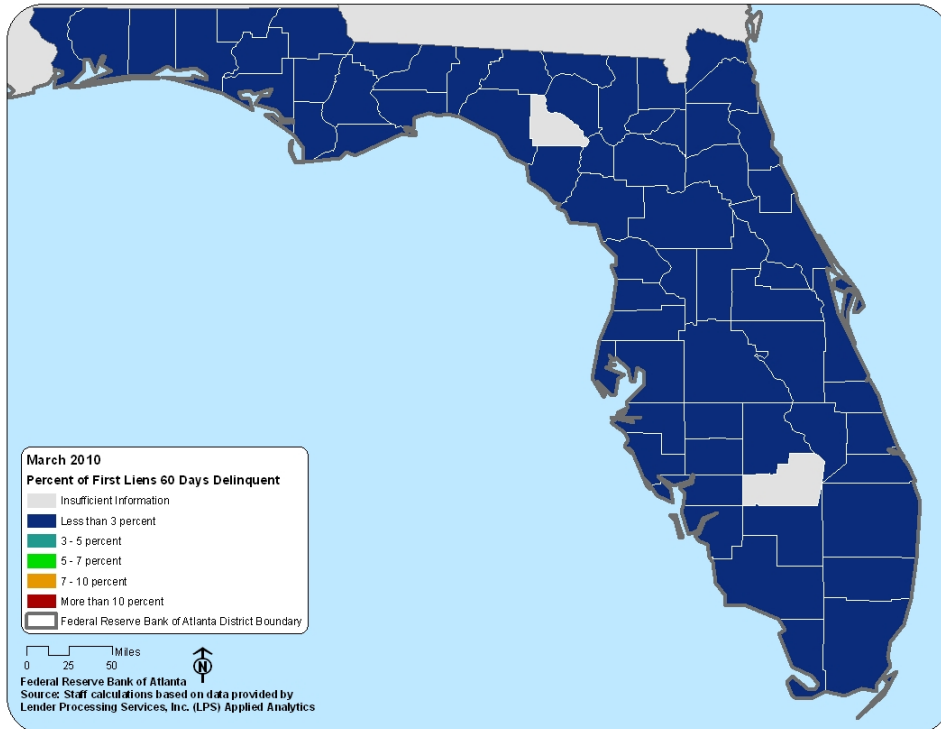 March 2010
Percent of First Liens 60 Days Delinquent
Insufficient Information
Less than 3 percent
3 - 5 percent
5 - 7 percent
7 - 10 percent
More than 10 percent
Federal Reserve Bank of Atlanta District Boundary
Miles
0 25 50
N
Federal Reserve Bank of Atlanta
Source: Staff calculations based on data provided by
Lender Processing Services, Inc. (LPS) Applied Analytics